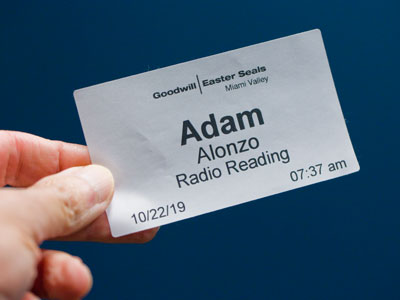 Goodwill Easter Seals
Miami Valley
Adam
Alonzo
Radio Reading
10/22/19 07:37 am